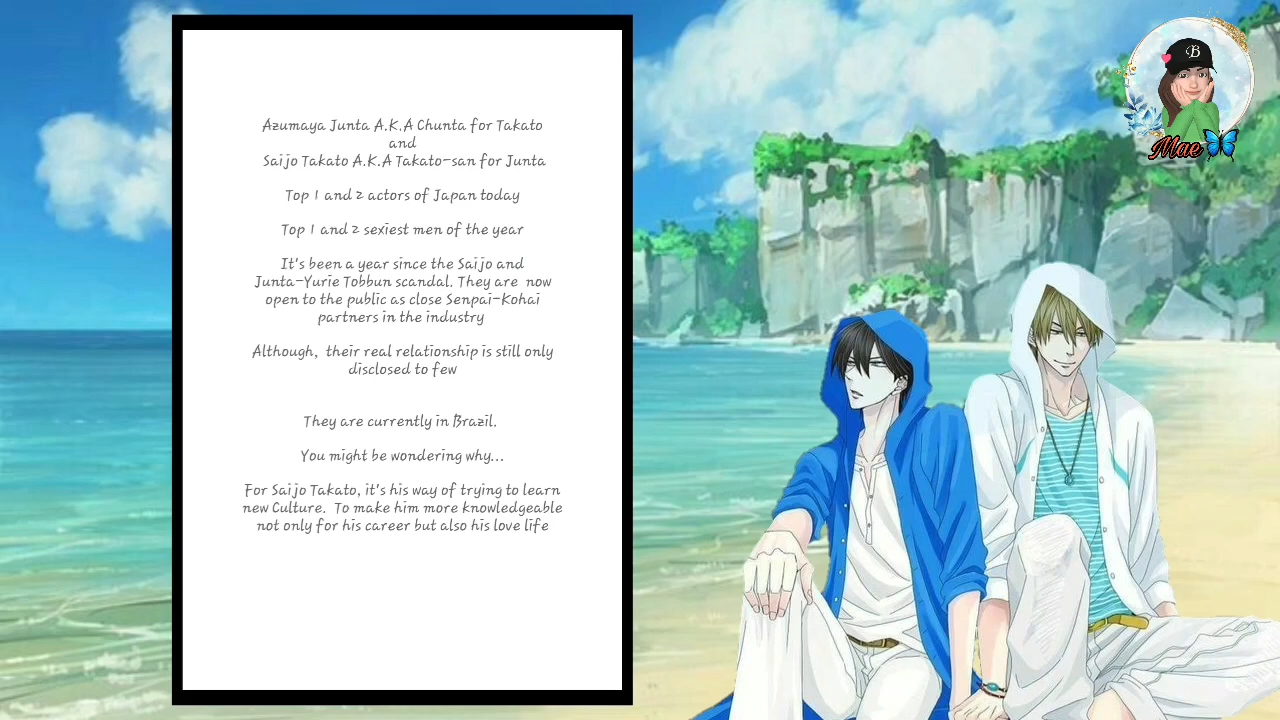 Azumaya Junta A.K.A Chunta for Takato
and
Saijo Takato A.K.A Takato-san for Junta
Top 1 and 2 actors of Japan today
Top 1 and 2 sexiest men of the year
It's been a year since the Saijo and
Junta-Yurie Tobbun scandal. They are now
open to the public as close Senpai-Kohai
partners in the industry
Although, their real relationship is still only
disclosed to few
They are currently in Brazil.
You might be wondering why...
For Saijo Takato, it's his way of trying to learn
new Culture. To him more knowledgeable
not only for his career but also his love life
B
Mae